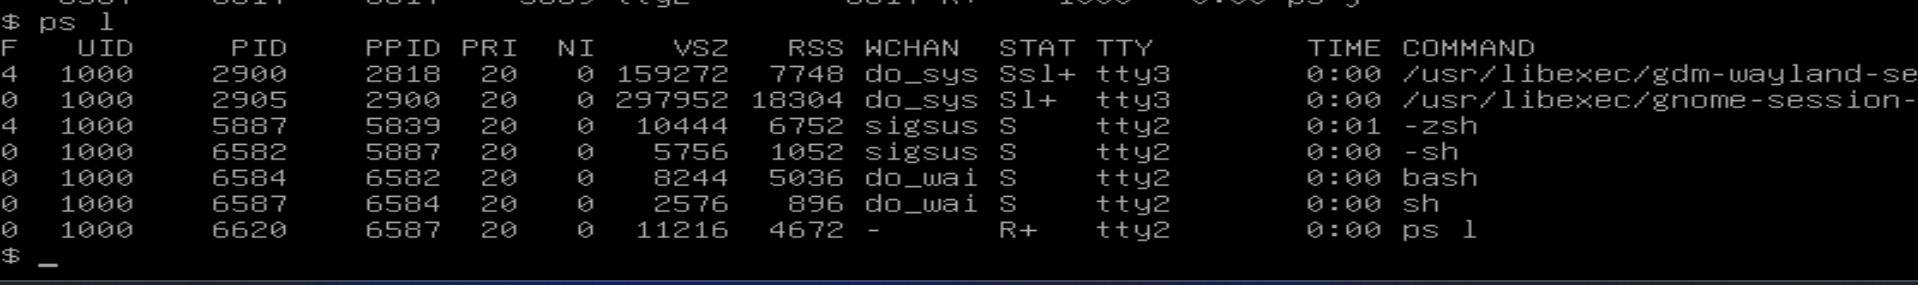 $ ps l
F   UID     PID    PPID PRI  NI    VSZ   RSS WCHAN  STAT TTY        TIME COMMAND
4  1000    2900    2818  20   0 159272  7748 do_sys Ssl+ tty3       0:00 /usr/libexec/gdm-wayland-se
0  1000    2905    2900  20   0 297952 18304 do_sys Sl+  tty3       0:00 /usr/libexec/gnome-session-
4  1000    5887    5839  20   0  10444  6752 sigsus S    tty2       0:01 -zsh
0  1000    6582    5887  20   0   5756  1052 sigsus S    tty2       0:00 -sh
0  1000    6584    6582  20   0   8244  5036 do_wai S    tty2       0:00 bash
0  1000    6587    6584  20   0   2576   896 do_wai S    tty2       0:00 sh
0  1000    6620    6587  20   0  11216  4672 -      R+   tty2       0:00 ps l
$ _